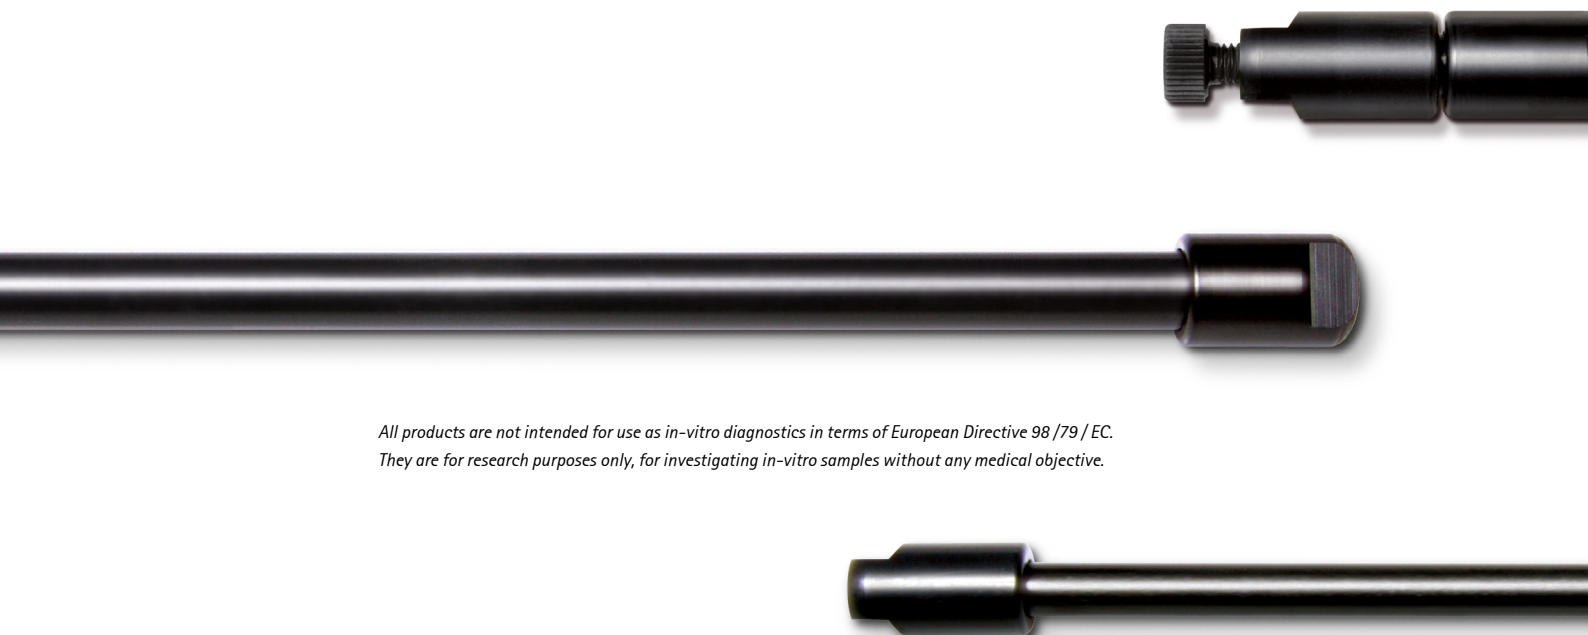 All products are not intended for use as in-vitro diagnostics in terms of European Directive 98 /79 / EC.
They are for research purposes only, for investigating in-vitro samples without any medical objective.